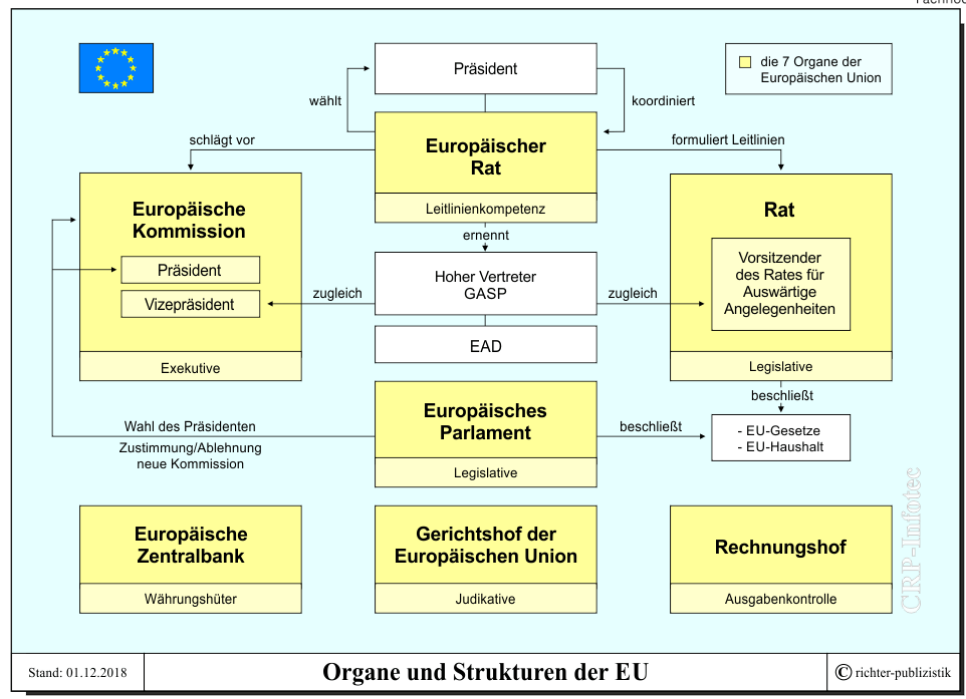 Präsident
die 7 Organe der
Europäischen Union
wählt
koordiniert
schlägt vor
Europäischer
Rat
formuliert Leitlinien
Leitlinienkompetenz
Europäische
Kommission
Präsident
Vizepräsident
Exekutive
ernennt
Hoher Vertreter
GASP
zugleich
zugleich
EAD
Rat
Vorsitzender
des Rates für
Auswärtige
Angelegenheiten
Legislative
beschließt
Wahl des Präsidenten
Zustimmung/Ablehnung
neue Kommission
Europäisches
Parlament
Legislative
beschließt
- EU-Gesetze
- EU-Haushalt
Europäische
Zentralbank
Währungshüter
Gerichtshof der
Europäischen Union
Judikative
Rechnungshof
Ausgabenkontrolle
CRP-Infotec
Stand: 01.12.2018
Organe und Strukturen der EU
© richter-publizistik